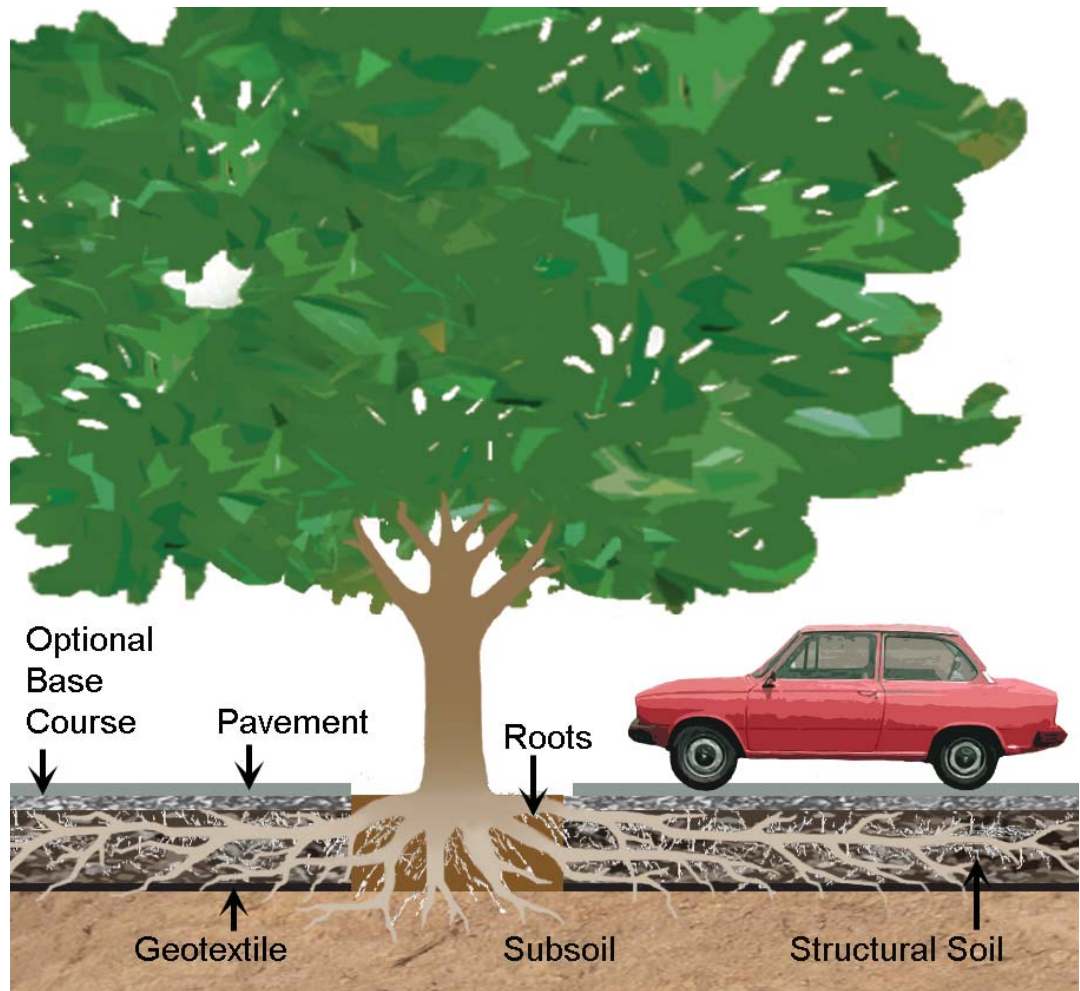 Optional
Base
Course
Pavement
Roots
Geotextile
Subsoil
Structural Soil